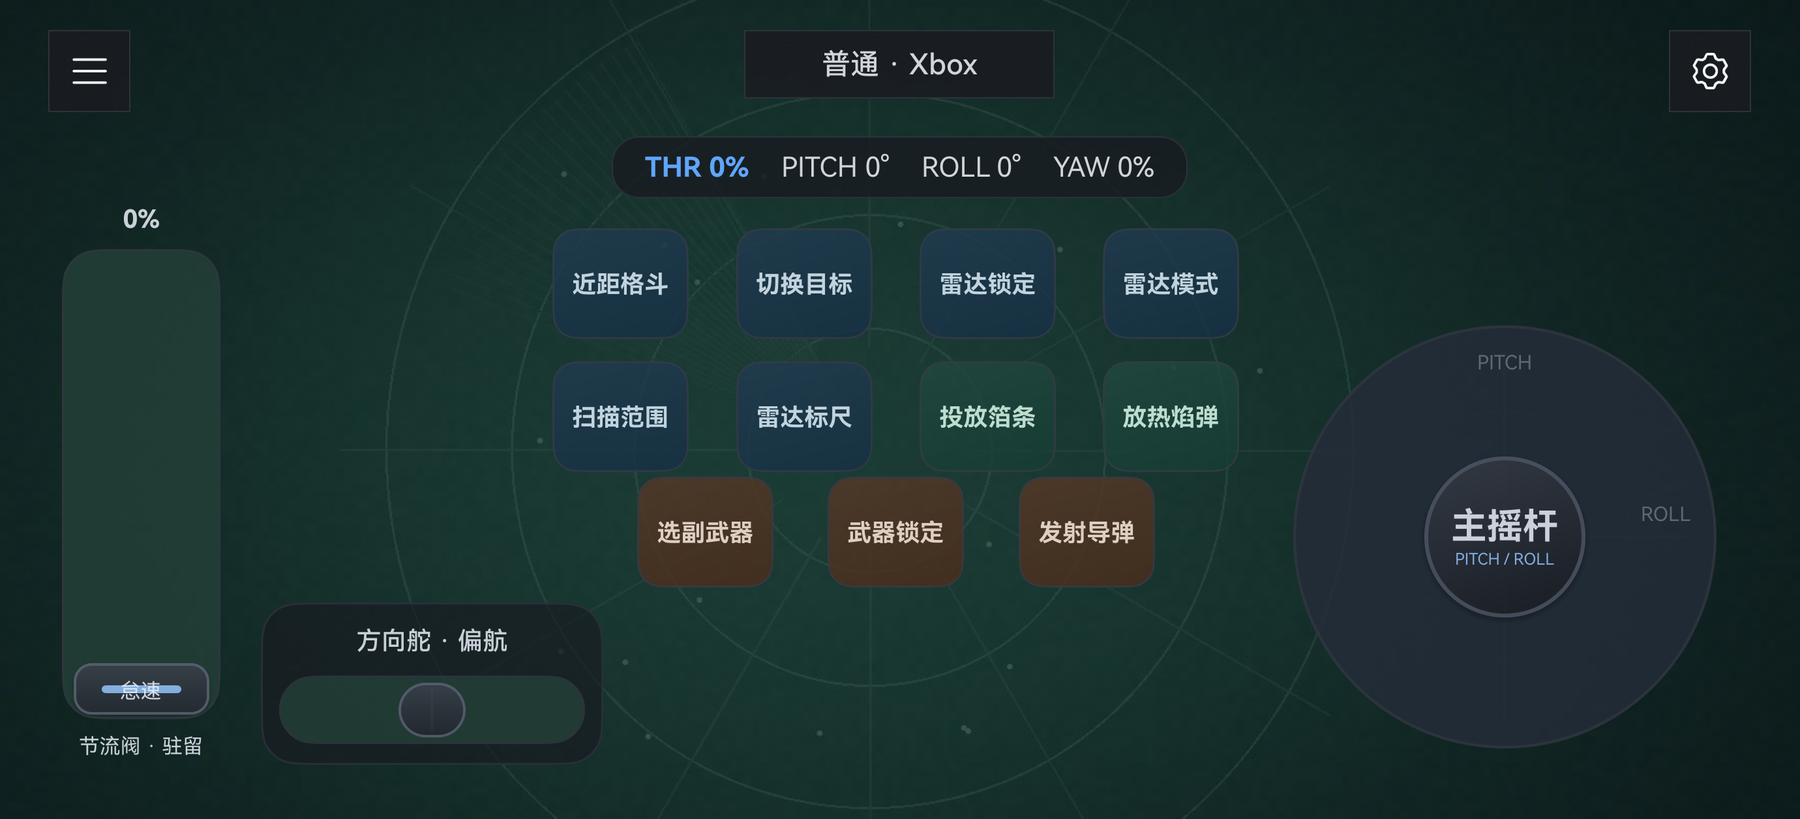 普通 · Xbox
THR 0% PITCH 0° ROLL 0° YAW 0%
0%
近距格斗 切换目标 雷达锁定 雷达模式
扫描范围 雷达标尺 投放箔条 放热焰弹
选副武器 武器锁定 发射导弹
PITCH
ROLL
主摇杆
PITCH / ROLL
方向舵 · 偏航
怠速
节流阀 · 驻留